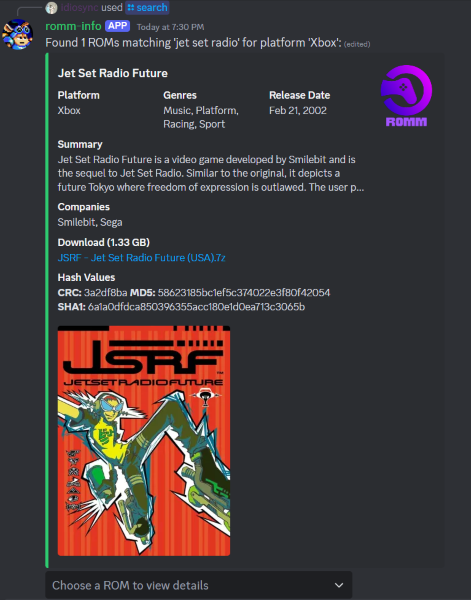 idiosync used search
romm-info APP Today at 7:30 PM
Found 1 ROMs matching 'jet set radio' for platform 'Xbox': (edited)
Jet Set Radio Future
Platform Genres Release Date
Xbox Music, Platform, Feb 21, 2002
Racing, Sport
ROMM
Summary
Jet Set Radio Future is a video game developed by Smilebit and is
the sequel to Jet Set Radio. Similar to the original, it depicts a
future Tokyo where freedom of expression is outlawed. The user p...
Companies
Smilebit, Sega
Download (1.33 GB)
JSRF - Jet Set Radio Future (USA).7z
Hash Values
CRC: 3a2df8ba MD5: 58623185bc1ef5c374022e3f80f42054
SHA1: 6a1a0dfdca850396355acc180e1d0ea713c3065b
JSRF
JETSETRADIOFUTURE
Choose a ROM to view details